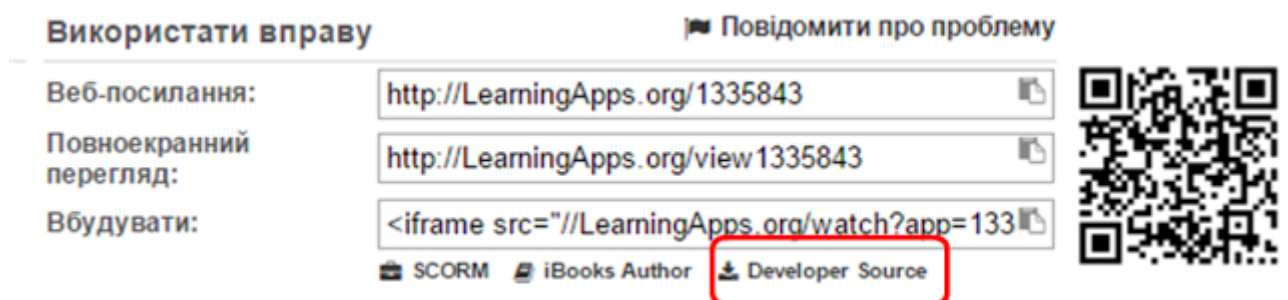 Використати вправу
Повідомити про проблему
Веб-посилання:
http://LearningApps.org/1335843
Повноекранний
перегляд:
http://LearningApps.org/view1335843
Вбудувати:
<iframe src="//LearningApps.org/watch?app=133
SCORM iBooks Author Developer Source